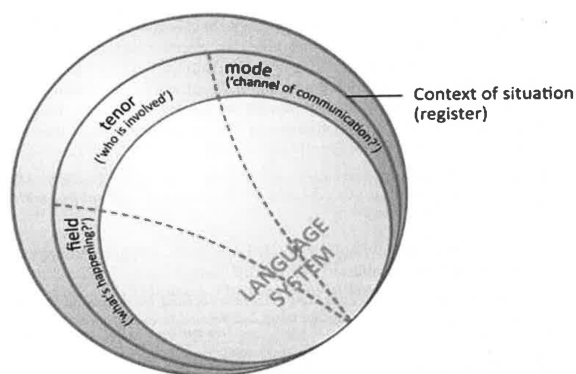 mode
('channel of communication?')
tenor
('who is involved')
field
('what's happening?')
LANGUAGE
SYSTEM
Context of situation
(register)